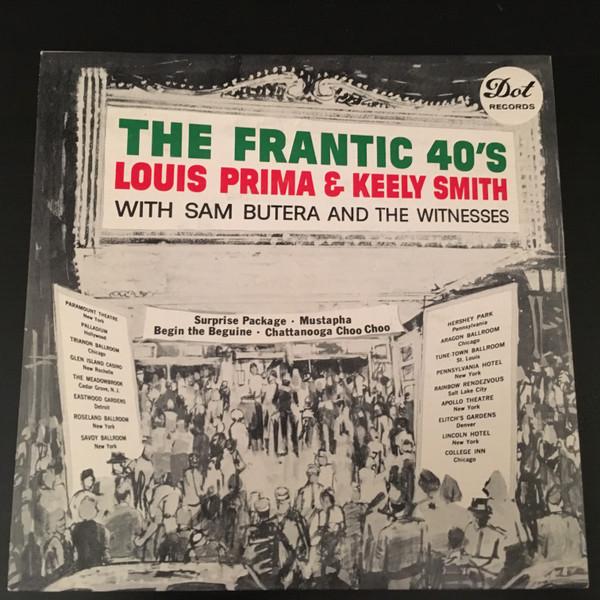 Dot
RECORDS
THE FRANTIC 40'S
LOUIS PRIMA & KEELY SMITH
WITH SAM BUTERA AND THE WITNESSES
Surprise Package · Mustapha
Begin the Beguine · Chattanooga Choo Choo
PARAMOUNT THEATRE
New York
PALLADIUM
Hollywood
TRIANON BALLROOM
Chicago
GLEN ISLAND CASINO
New Rochelle
THE MEADOWBROOK
Cedar Grove, N. J.
EASTWOOD GARDENS
Detroit
ROSELAND BALLROOM
New York
SAVOY BALLROOM
New York
HERSHEY PARK
Pennsylvania
ARAGON BALLROOM
Chicago
TUNE-TOWN BALLROOM
St. Louis
PENNSYLVANIA HOTEL
New York
RAINBOW RENDEZVOUS
Salt Lake City
APOLLO THEATRE
New York
ELITCH'S GARDENS
Denver
LINCOLN HOTEL
New York
COLLEGE INN
Chicago